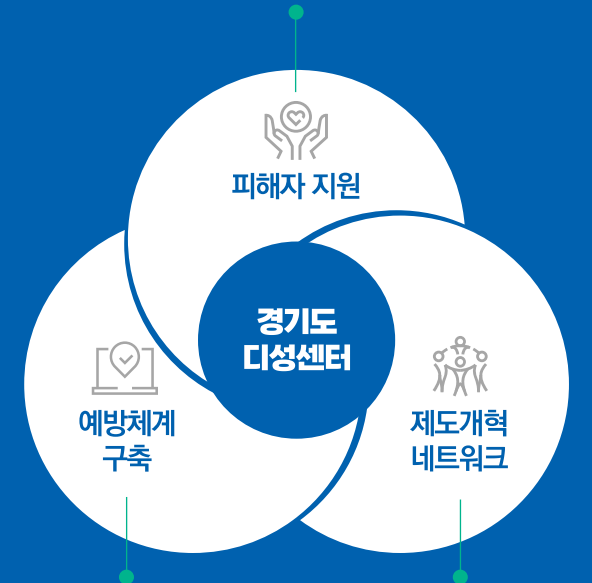 피해자 지원
경기도
디성센터
예방체계
구축
제도개혁
네트워크